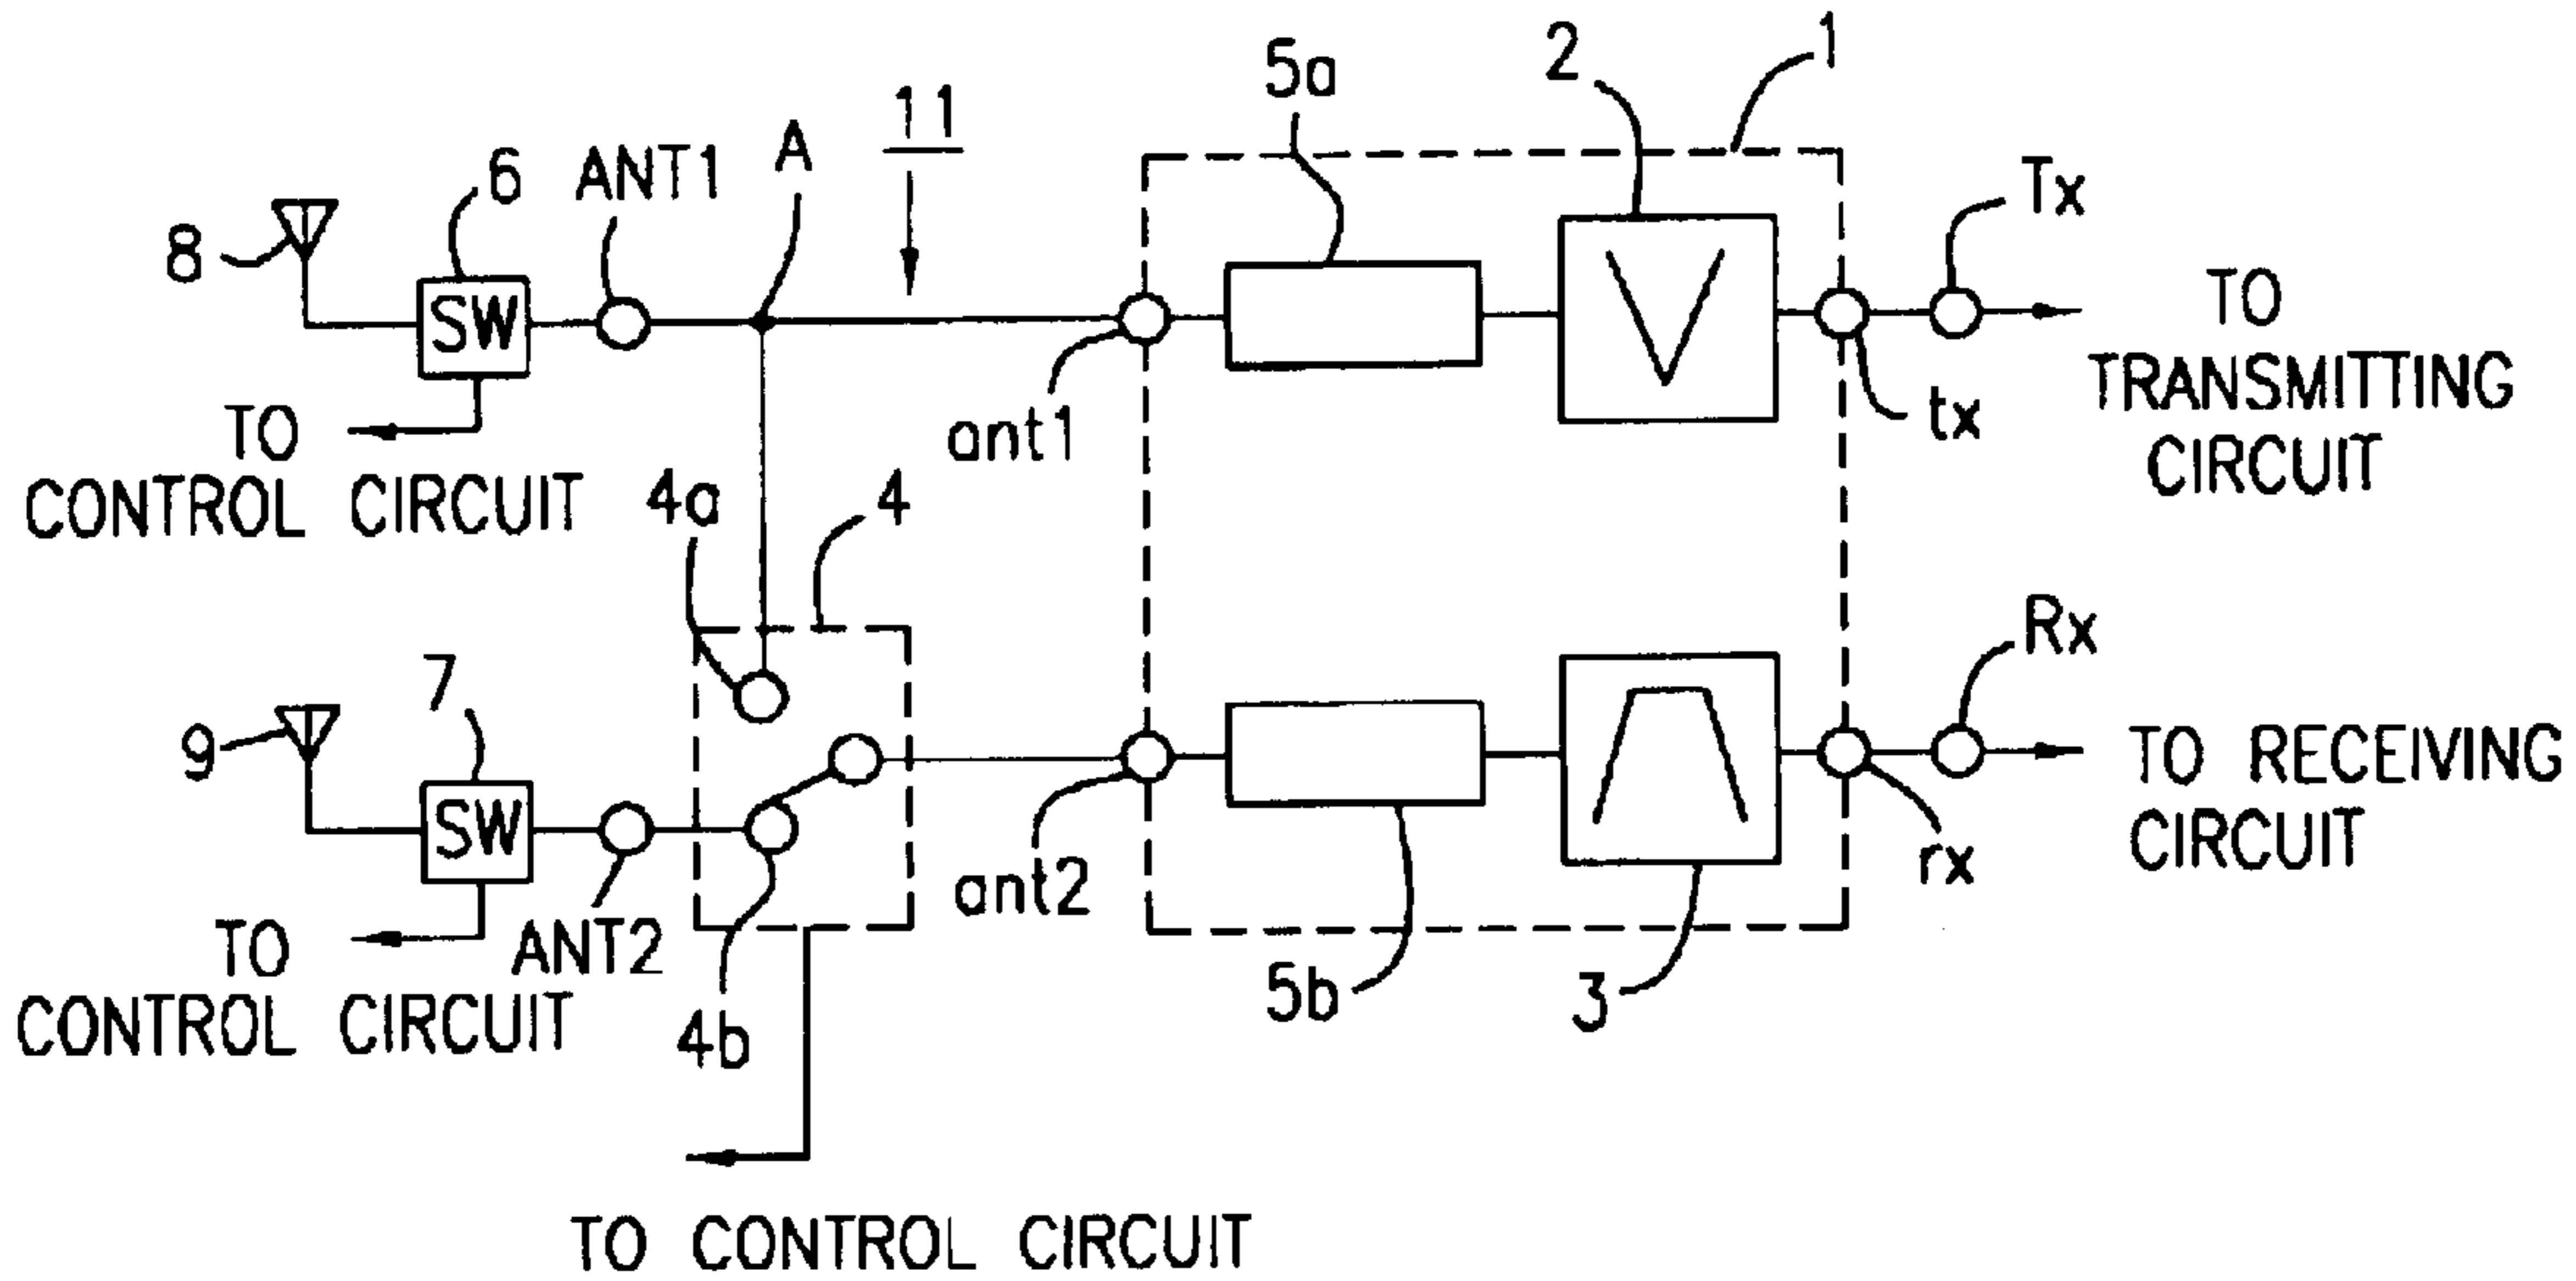 1
2
5a
11
A
ANT1
6
8
SW
Tx
TO
TRANSMITTING
CIRCUIT
tx
ant1
TO
CONTROL CIRCUIT
4a
4
Rx
7
9
SW
TO RECEIVING
CIRCUIT
rx
ant2
ANT2
TO
CONTROL CIRCUIT
4b
5b
3
TO CONTROL CIRCUIT